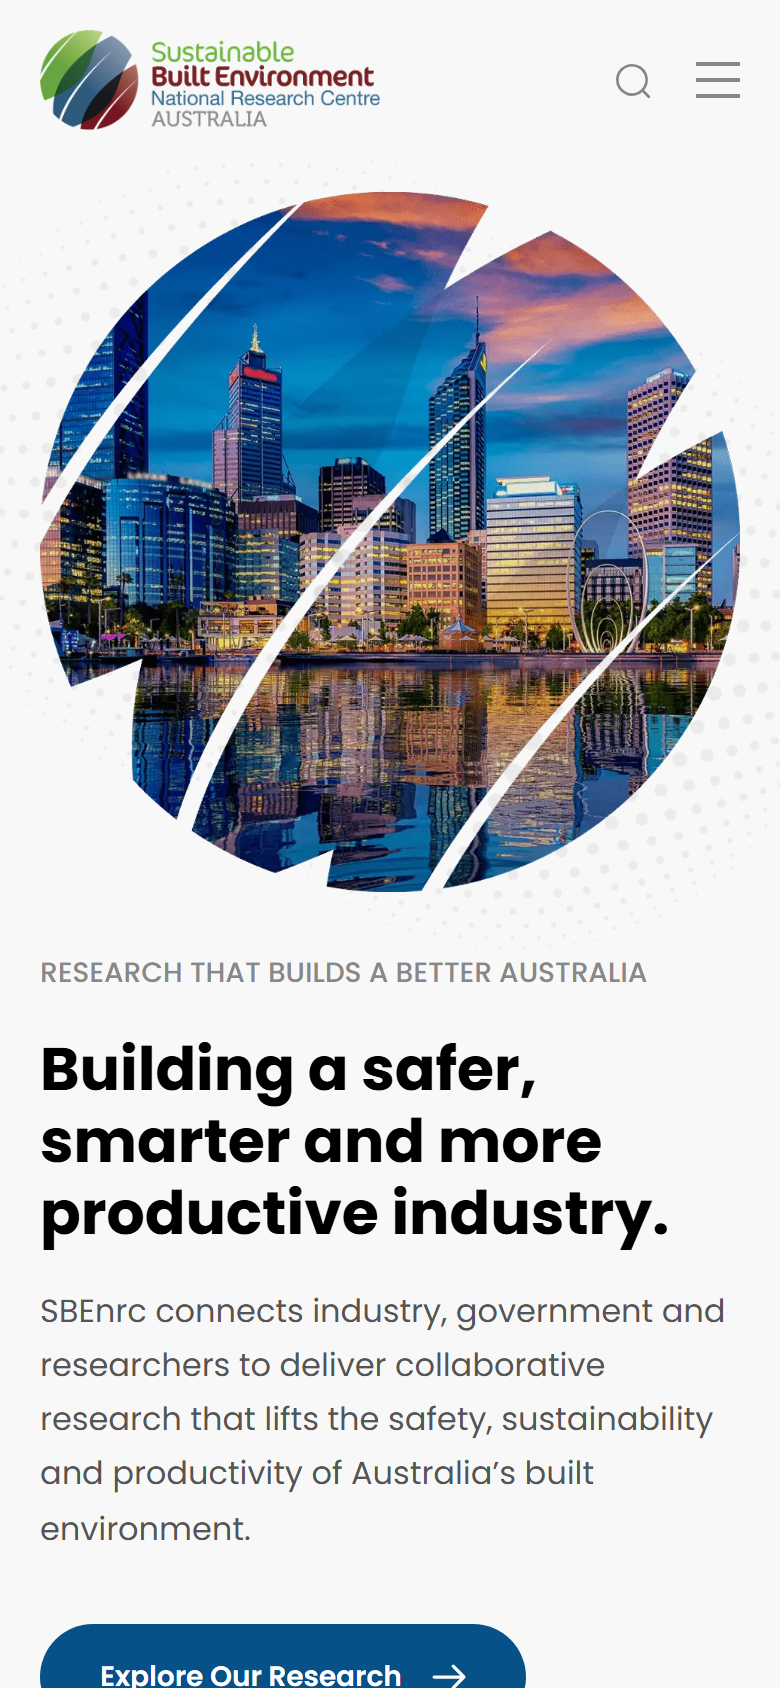 Sustainable
Built Environment
National Research Centre
AUSTRALIA
RESEARCH THAT BUILDS A BETTER AUSTRALIA
Building a safer,
smarter and more
productive industry.
SBEnrc connects industry, government and
researchers to deliver collaborative
research that lifts the safety, sustainability
and productivity of Australia’s built
environment.
Explore Our Research